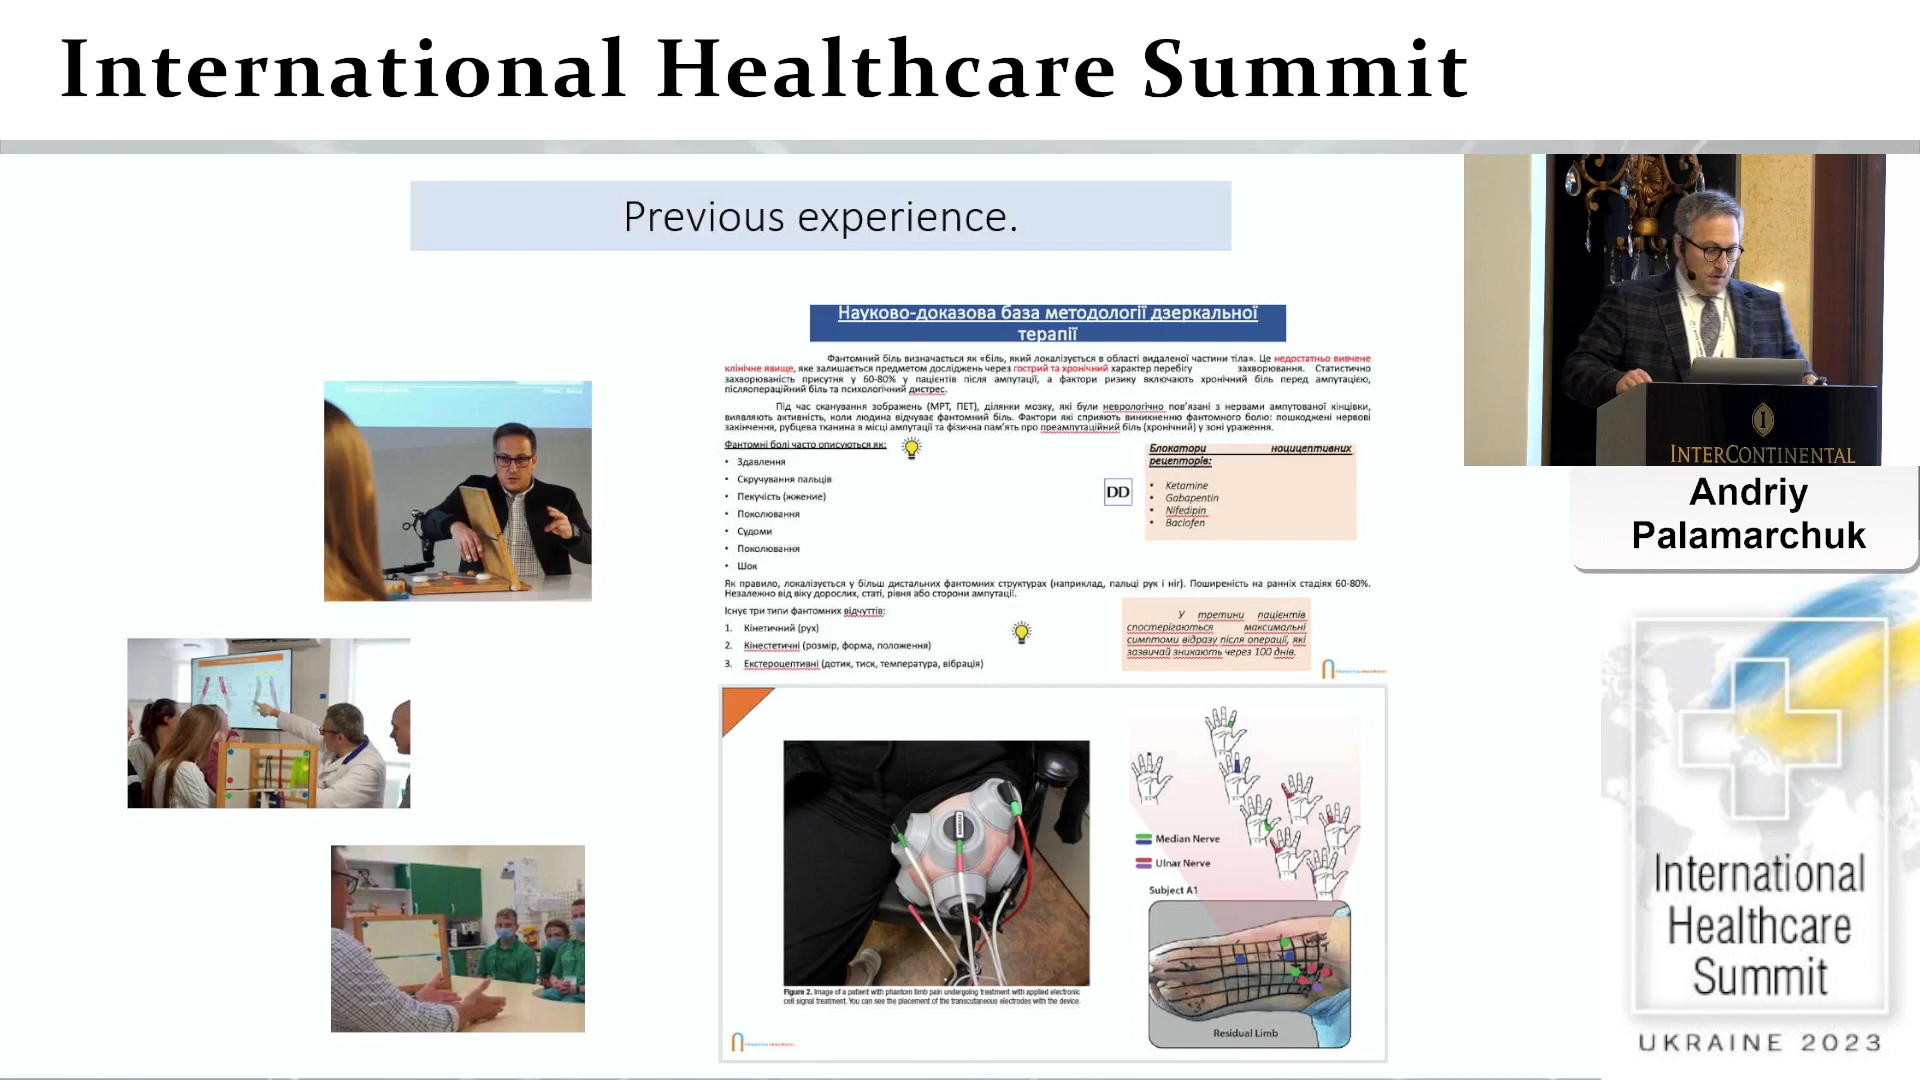 International Healthcare Summit
Previous experience.
Науково-доказова база методології дзеркальної
терапії
Фантомний біль визначається як «біль, який локалізується в області видаленої частини тіла». Це недостатньо вивчене
клінічне явище, яке залишається предметом досліджень через гострий та хронічний характер перебігу захворювання. Статистично
захворюваність присутня у 60-80% у пацієнтів після ампутації, а фактори ризику включають хронічний біль перед ампутацією,
післяопераційний біль та психологічний дистрес.
Під час сканування зображень (МРТ, ПЕТ), ділянки мозку, які були неврологічно пов’язані з нервами ампутованої кінцівки,
виявляють активність, коли людина відчуває фантомний біль. Фактори які сприяють виникненню фантомного болю: пошкоджені нервові
закінчення, рубцева тканина в місці ампутації та фізична пам’ять про преампутаційний біль (хронічний) у зоні ураження.
Фантомні болі часто описуються як:
• Здавлення
• Скручування пальців
• Пекучість (жжение)
• Поколювання
• Судоми
• Поколювання
• Шок
DD
Блокатори ноцицептивних
рецепторів:
• Ketamine
• Gabapentin
• Nifedipin
• Baclofen
Як правило, локалізується у більш дистальних фантомних структурах (наприклад, пальці рук і ніг). Поширеність на ранніх стадіях 60-80%.
Незалежно від віку дорослих, статі, рівня або сторони ампутації.
Існує три типи фантомних відчуттів:
1. Кінетичний (рух)
2. Кінестетичні (розмір, форма, положення)
3. Екстероцептивні (дотик, тиск, температура, вібрація)
У третини пацієнтів
спостерігаються максимальні
симптоми відразу після операції, які
зазвичай зникають через 100 днів.
Median Nerve
Ulnar Nerve
Subject A1
Residual Limb
Figure 2. Image of a patient with phantom limb pain undergoing treatment with applied electronic
cell signal treatment. You can see the placement of the transcutaneous electrodes with the device.
INTERCONTINENTAL
Andriy
Palamarchuk
International
Healthcare
Summit
UKRAINE 2023